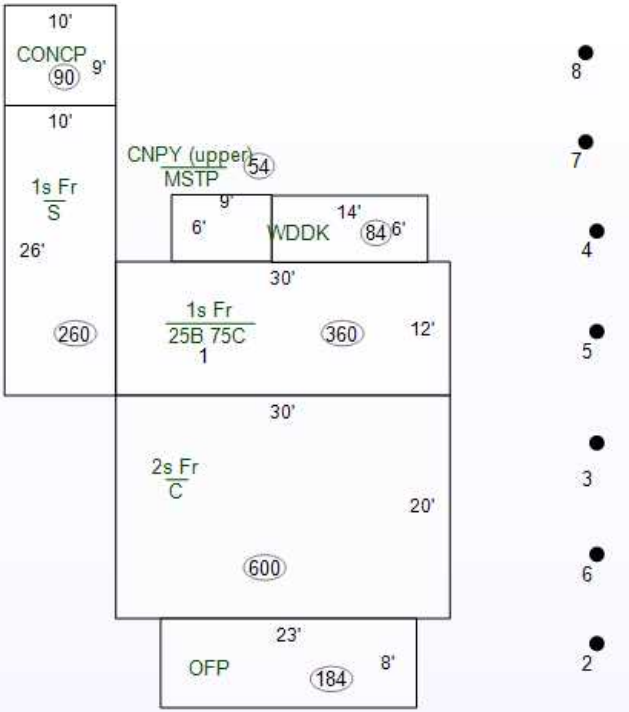 10'
CONCP 9'
90
8
10'
7
CNPY (upper) 54
MSTP
1s Fr
S
9'
14'
6'
WDDK 84 6'
4
26'
30'
1s Fr
25B 75C
1
260
360
12'
5
30'
2s Fr
C
3
20'
600
6
23'
OFP 8'
184
2